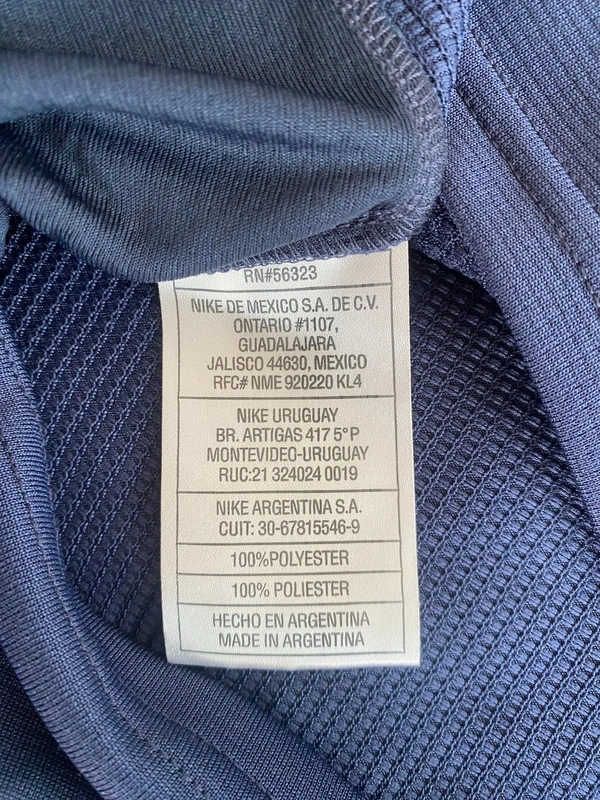 RN#56323
NIKE DE MEXICO S.A. DE C.V.
ONTARIO #1107,
GUADALAJARA
JALISCO 44630, MEXICO
RFC# NME 920220 KL4
NIKE URUGUAY
BR. ARTIGAS 417 5°P
MONTEVIDEO-URUGUAY
RUC:21 324024 0019
NIKE ARGENTINA S.A.
CUIT: 30-67815546-9
100%POLYESTER
100% POLIESTER
HECHO EN ARGENTINA
MADE IN ARGENTINA